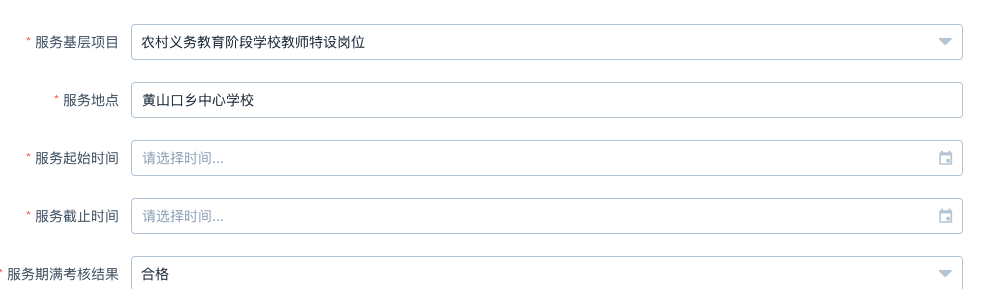 * 服务基层项目 农村义务教育阶段学校教师特设岗位
* 服务地点 黄山口乡中心学校
* 服务起始时间 请选择时间...
* 服务截止时间 请选择时间...
* 服务期满考核结果 合格